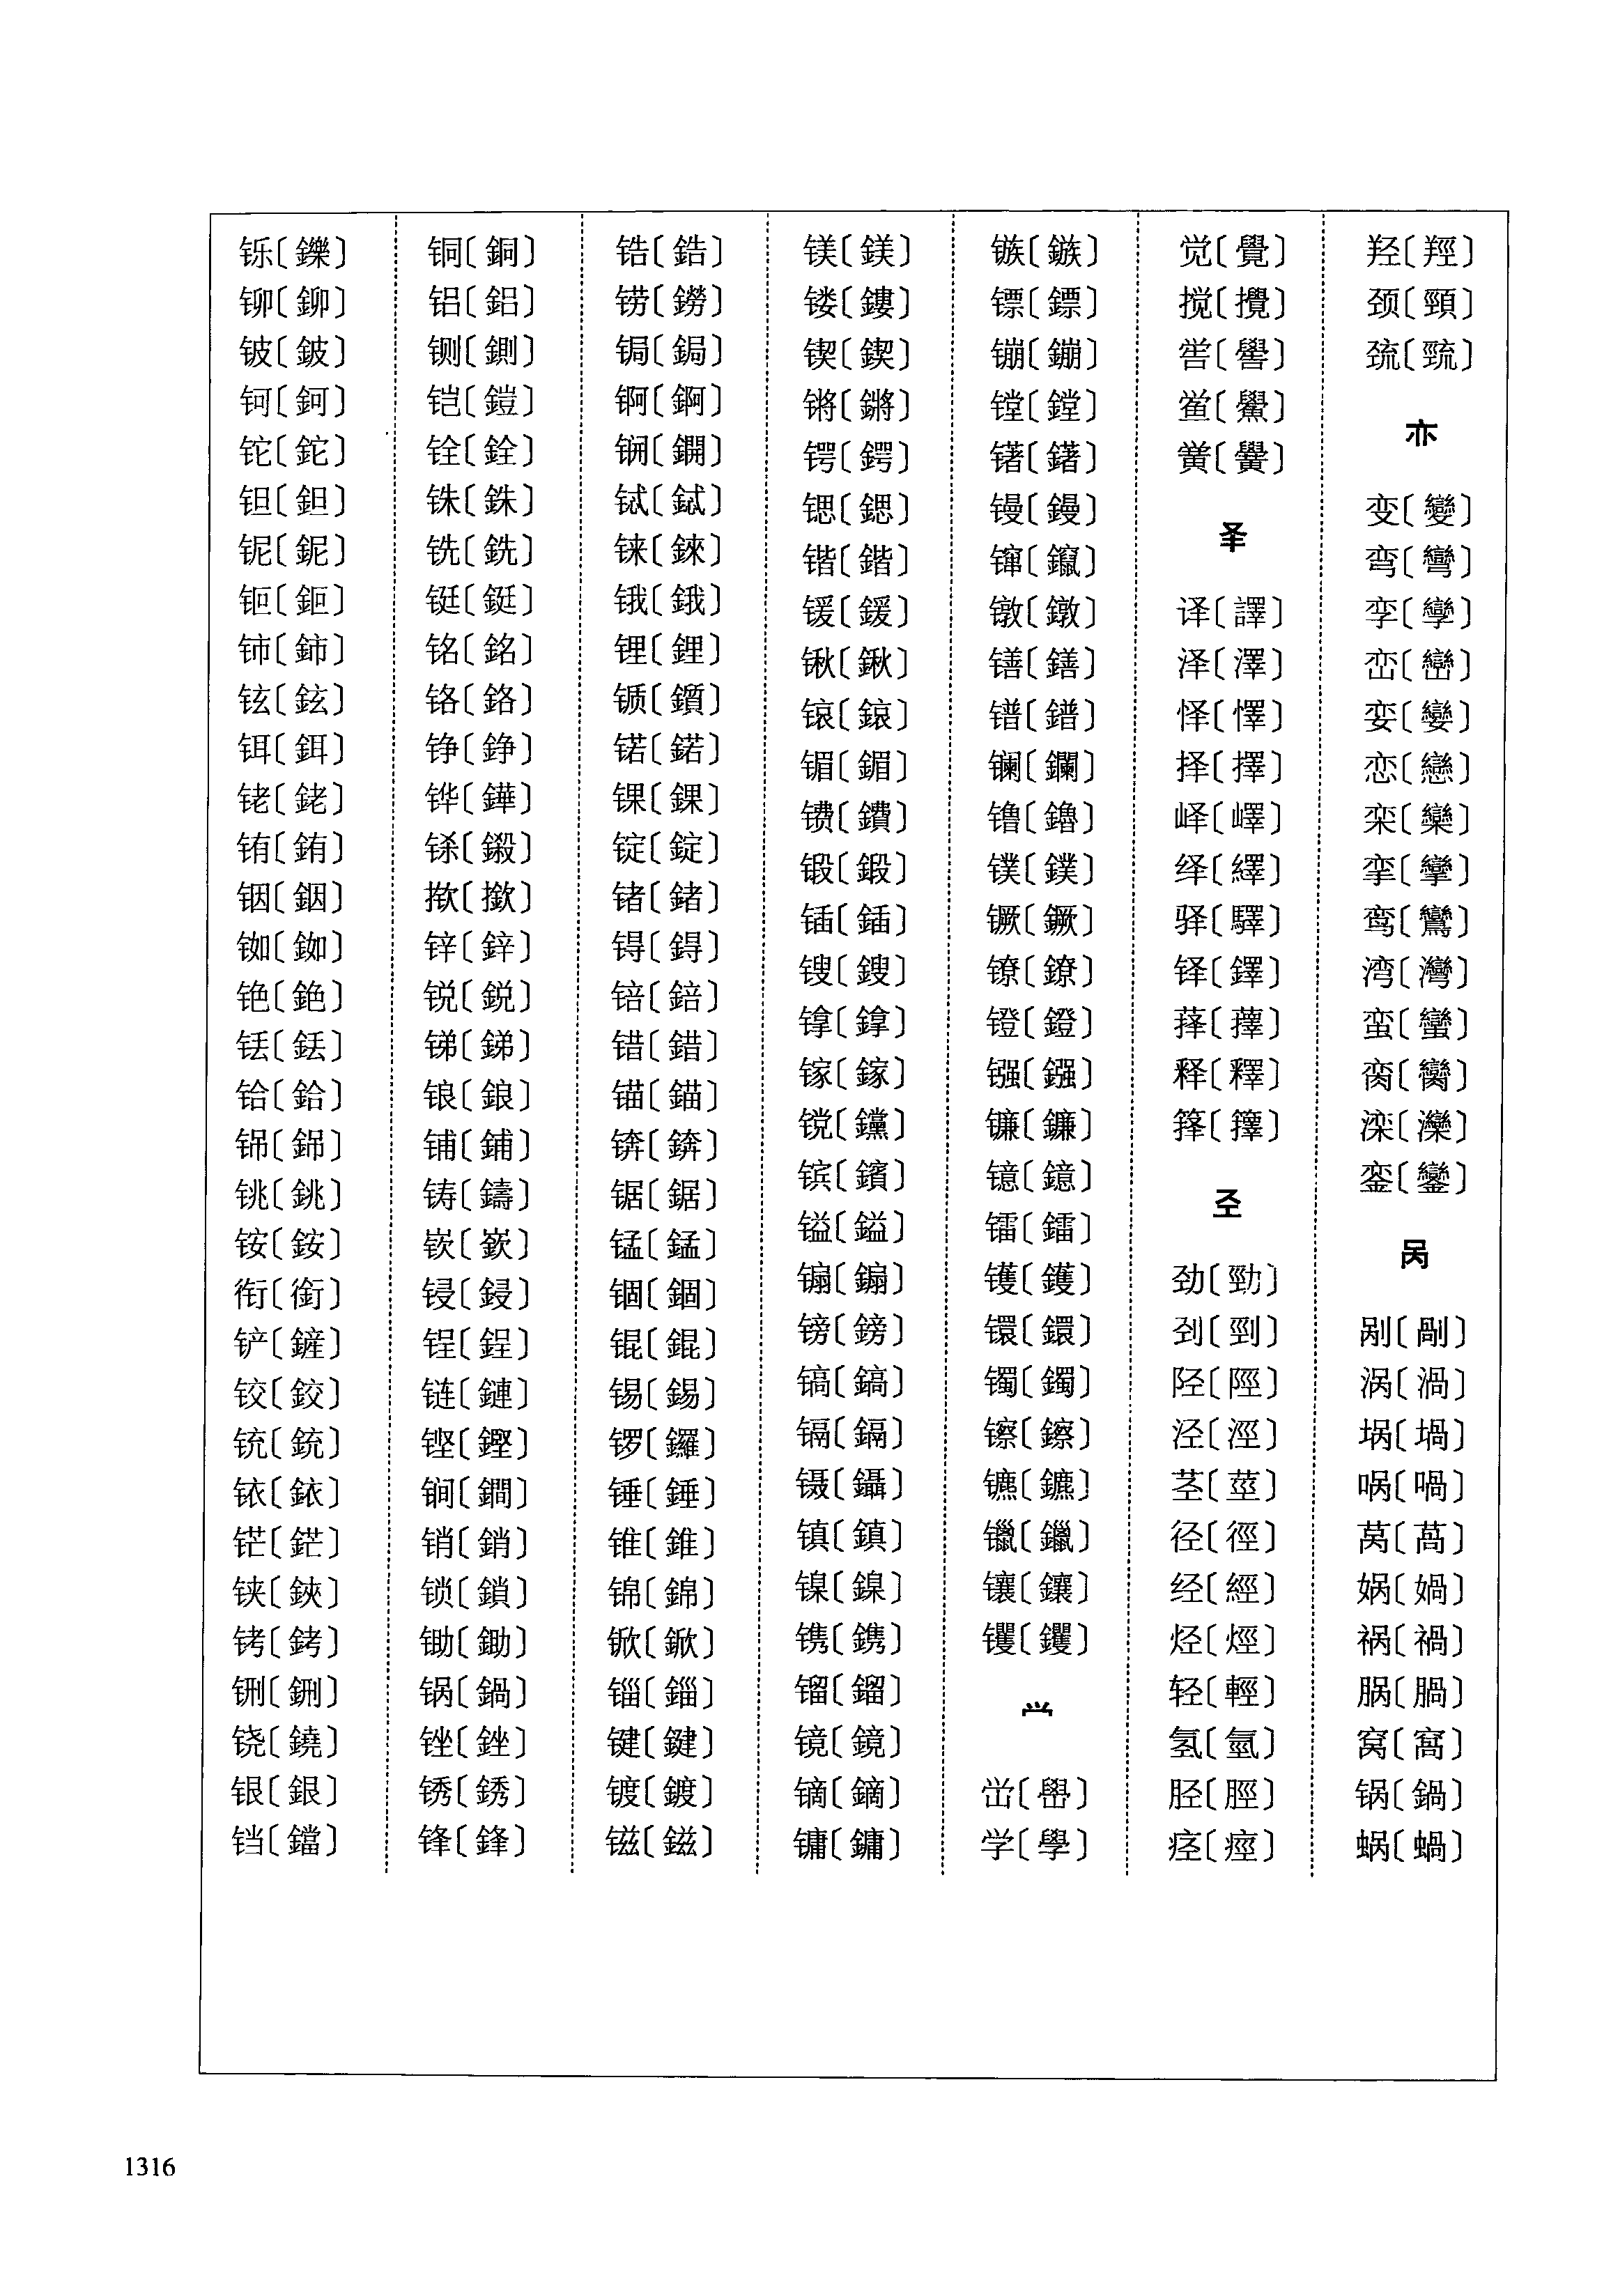 铄〔鑠〕
铆〔鉚〕
铍〔鈹〕
钶〔鈳〕
铊〔鉈〕
钽〔鉭〕
铌〔鈮〕
钷〔鉕〕
铈〔鈰〕
铉〔鉉〕
铒〔鉺〕
铑〔銠〕
铕〔銪〕
铟〔銦〕
铷〔銣〕
铯〔銫〕
铥〔銩〕
铪〔鉿〕
铞〔銱〕
铫〔銚〕
铵〔銨〕
衔〔銜〕
铲〔鏟〕
铰〔鉸〕
铳〔銃〕
铱〔銥〕
铓〔鋩〕
铗〔鋏〕
铐〔銬〕
铏〔鉶〕
铙〔鐃〕
银〔銀〕
铛〔鐺〕
铜〔銅〕
铝〔鋁〕
铡〔鍘〕
铠〔鎧〕
铨〔銓〕
铢〔銖〕
铣〔銑〕
铤〔鋌〕
铭〔銘〕
铬〔鉻〕
铮〔錚〕
铧〔鏵〕
铩〔鎩〕
揿〔撳〕
锌〔鋅〕
锐〔鋭〕
锑〔銻〕
锒〔鋃〕
铺〔鋪〕
铸〔鑄〕
嵚〔嶔〕
锓〔鋟〕
锃〔鋥〕
链〔鏈〕
铿〔鏗〕
锏〔鐧〕
销〔銷〕
锁〔鎖〕
锄〔鋤〕
锅〔鍋〕
锉〔銼〕
锈〔銹〕
锋〔鋒〕
锆〔鋯〕
铹〔鐒〕
锔〔鋦〕
锕〔錒〕
锎〔鐦〕
铽〔鋱〕
铼〔錸〕
锇〔鋨〕
锂〔鋰〕
锧〔鑕〕
锘〔鍩〕
锞〔錁〕
锭〔錠〕
锗〔鍺〕
锝〔鍀〕
锫〔錇〕
错〔錯〕
锚〔錨〕
锛〔錛〕
锯〔鋸〕
锰〔錳〕
锢〔錮〕
锟〔錕〕
锡〔錫〕
锣〔鑼〕
锤〔錘〕
锥〔錐〕
锦〔錦〕
锨〔鍁〕
锱〔錙〕
键〔鍵〕
镀〔鍍〕
镃〔鎡〕
镁〔鎂〕
镂〔鏤〕
锲〔鍥〕
锵〔鏘〕
锷〔鍔〕
锶〔鍶〕
锴〔鍇〕
锾〔鍰〕
锹〔鍬〕
锿〔鎄〕
镅〔鎇〕
镄〔鐨〕
锻〔鍛〕
锸〔鍤〕
锼〔鎪〕
镎〔鎿〕
镓〔鎵〕
镋〔钂〕
镔〔鑌〕
镒〔鎰〕
镛〔鏞〕
镑〔鎊〕
镐〔鎬〕
镉〔鎘〕
镊〔鑷〕
镇〔鎮〕
镍〔鎳〕
镌〔鎸〕
镏〔鎦〕
镜〔鏡〕
镝〔鏑〕
镛〔鏞〕
镞〔鏃〕
镖〔鏢〕
镚〔鏰〕
镗〔鏜〕
锗〔鍺〕
镘〔鏝〕
镩〔鑹〕
镦〔鐓〕
镨〔鐥〕
镨〔鐠〕
镧〔鑭〕
镥〔鑥〕
镤〔鏷〕
镢〔鐝〕
镣〔鐐〕
镫〔鐙〕
镪〔鏹〕
镰〔鐮〕
镱〔鐿〕
镭〔鐳〕
镬〔鑊〕
镮〔鐶〕
镯〔鐲〕
镲〔鑔〕
镳〔鑣〕
镴〔鑞〕
镶〔鑲〕
镬〔钁〕
𰃮
峃〔嶨〕
学〔學〕
觉〔覺〕
搅〔攪〕
喾〔嚳〕
鲎〔鱟〕
黉〔黌〕
𠬤
译〔譯〕
泽〔澤〕
怿〔懌〕
择〔擇〕
峄〔嶧〕
绎〔繹〕
驿〔驛〕
铎〔鐸〕
萚〔蘀〕
释〔釋〕
箨〔籜〕
𢀖
劲〔勁〕
刭〔剄〕
陉〔陘〕
泾〔涇〕
茎〔莖〕
径〔徑〕
经〔經〕
烃〔烴〕
轻〔輕〕
氢〔氫〕
胫〔脛〕
痉〔痙〕
羟〔羥〕
颈〔頸〕
巯〔巰〕
亦
变〔變〕
弯〔彎〕
孪〔孿〕
峦〔巒〕
娈〔孌〕
恋〔戀〕
栾〔欒〕
挛〔攣〕
鸾〔鸞〕
湾〔灣〕
蛮〔蠻〕
脔〔臠〕
滦〔灤〕
銮〔鑾〕
呙
剐〔剮〕
涡〔渦〕
埚〔堝〕
㖞〔喎〕
莴〔萵〕
娲〔媧〕
祸〔禍〕
脶〔腡〕
窝〔窩〕
锅〔鍋〕
蜗〔蝸〕
1316